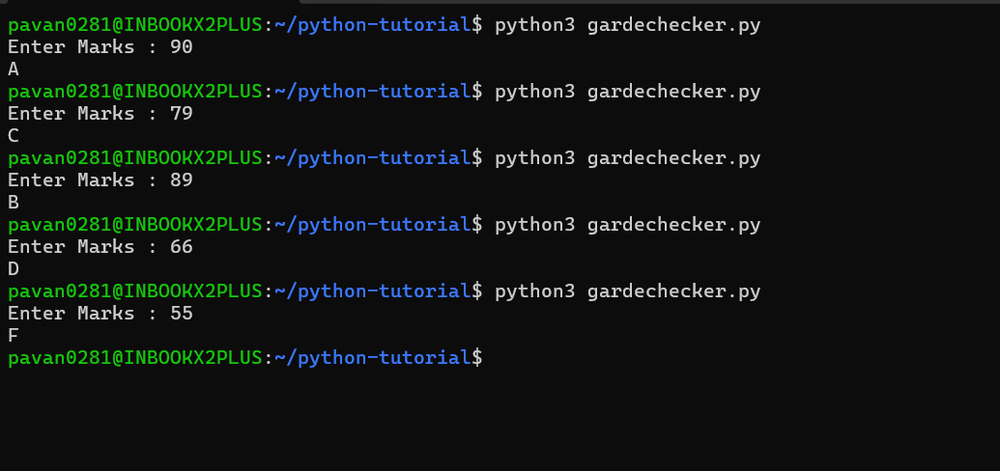 pavan0281@INBOOKX2PLUS:~/python-tutorial$ python3 gardechecker.py
Enter Marks : 90
A
pavan0281@INBOOKX2PLUS:~/python-tutorial$ python3 gardechecker.py
Enter Marks : 79
C
pavan0281@INBOOKX2PLUS:~/python-tutorial$ python3 gardechecker.py
Enter Marks : 89
B
pavan0281@INBOOKX2PLUS:~/python-tutorial$ python3 gardechecker.py
Enter Marks : 66
D
pavan0281@INBOOKX2PLUS:~/python-tutorial$ python3 gardechecker.py
Enter Marks : 55
F
pavan0281@INBOOKX2PLUS:~/python-tutorial$